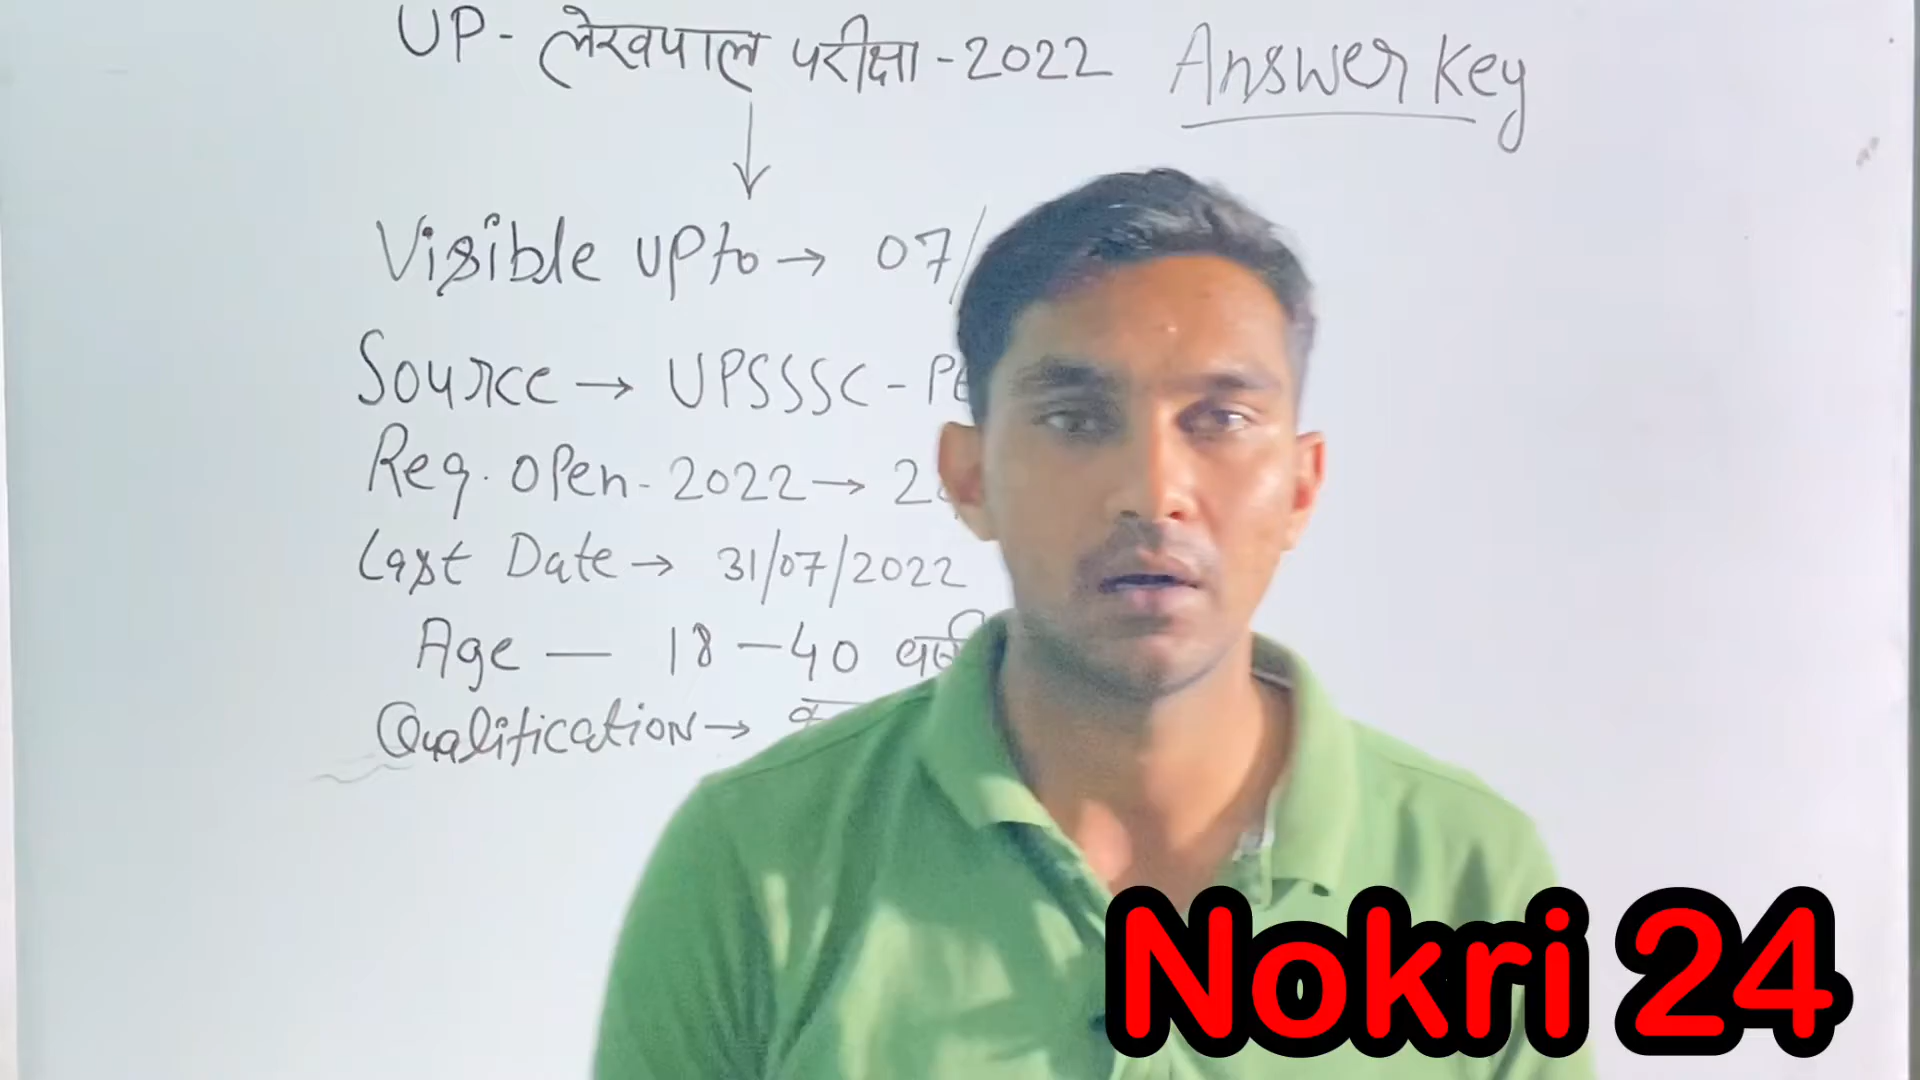 UP- लेखपाल परीक्षा -2022 Answer Key
Visible upto → 07/
Source → UPSSSC - PE
Reg. open - 2022 → 2
Last Date → 31/07/2022
Age — 18 - 40 वर्ष
Qualification →
Nokri 24